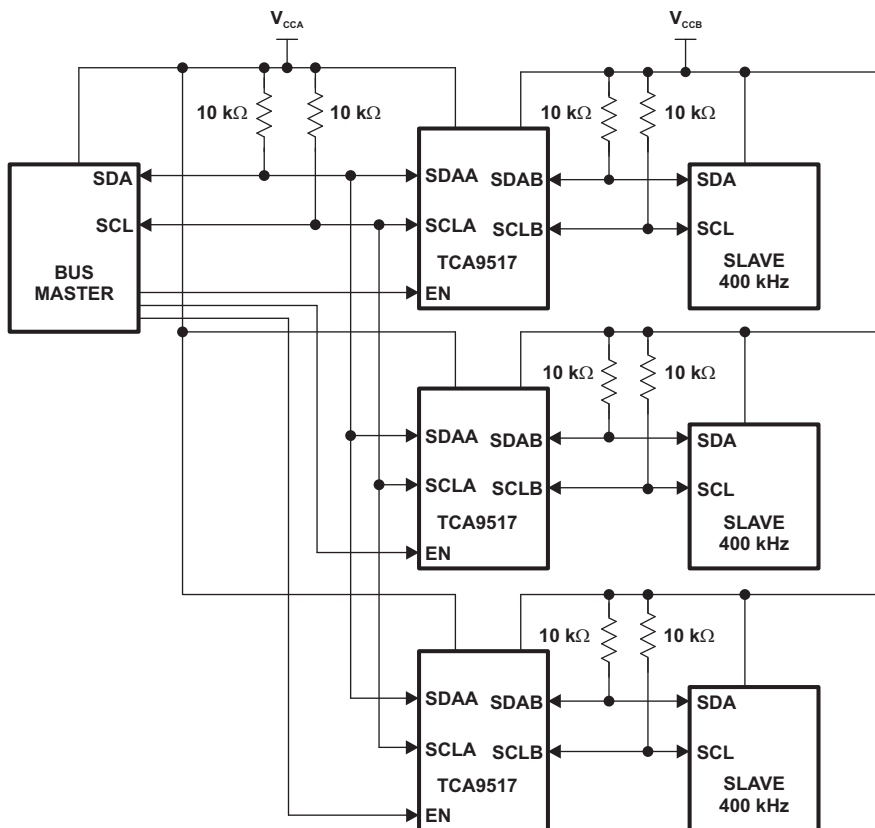 V_CCA
V_CCB
10 kΩ
10 kΩ
10 kΩ
10 kΩ
SDA
SCL
BUS
MASTER
SDAA
SDAB
SCLA
SCLB
TCA9517
EN
SDA
SCL
SLAVE
400 kHz
10 kΩ
10 kΩ
SDAA
SDAB
SCLA
SCLB
TCA9517
EN
SDA
SCL
SLAVE
400 kHz
10 kΩ
10 kΩ
SDAA
SDAB
SCLA
SCLB
TCA9517
EN
SDA
SCL
SLAVE
400 kHz